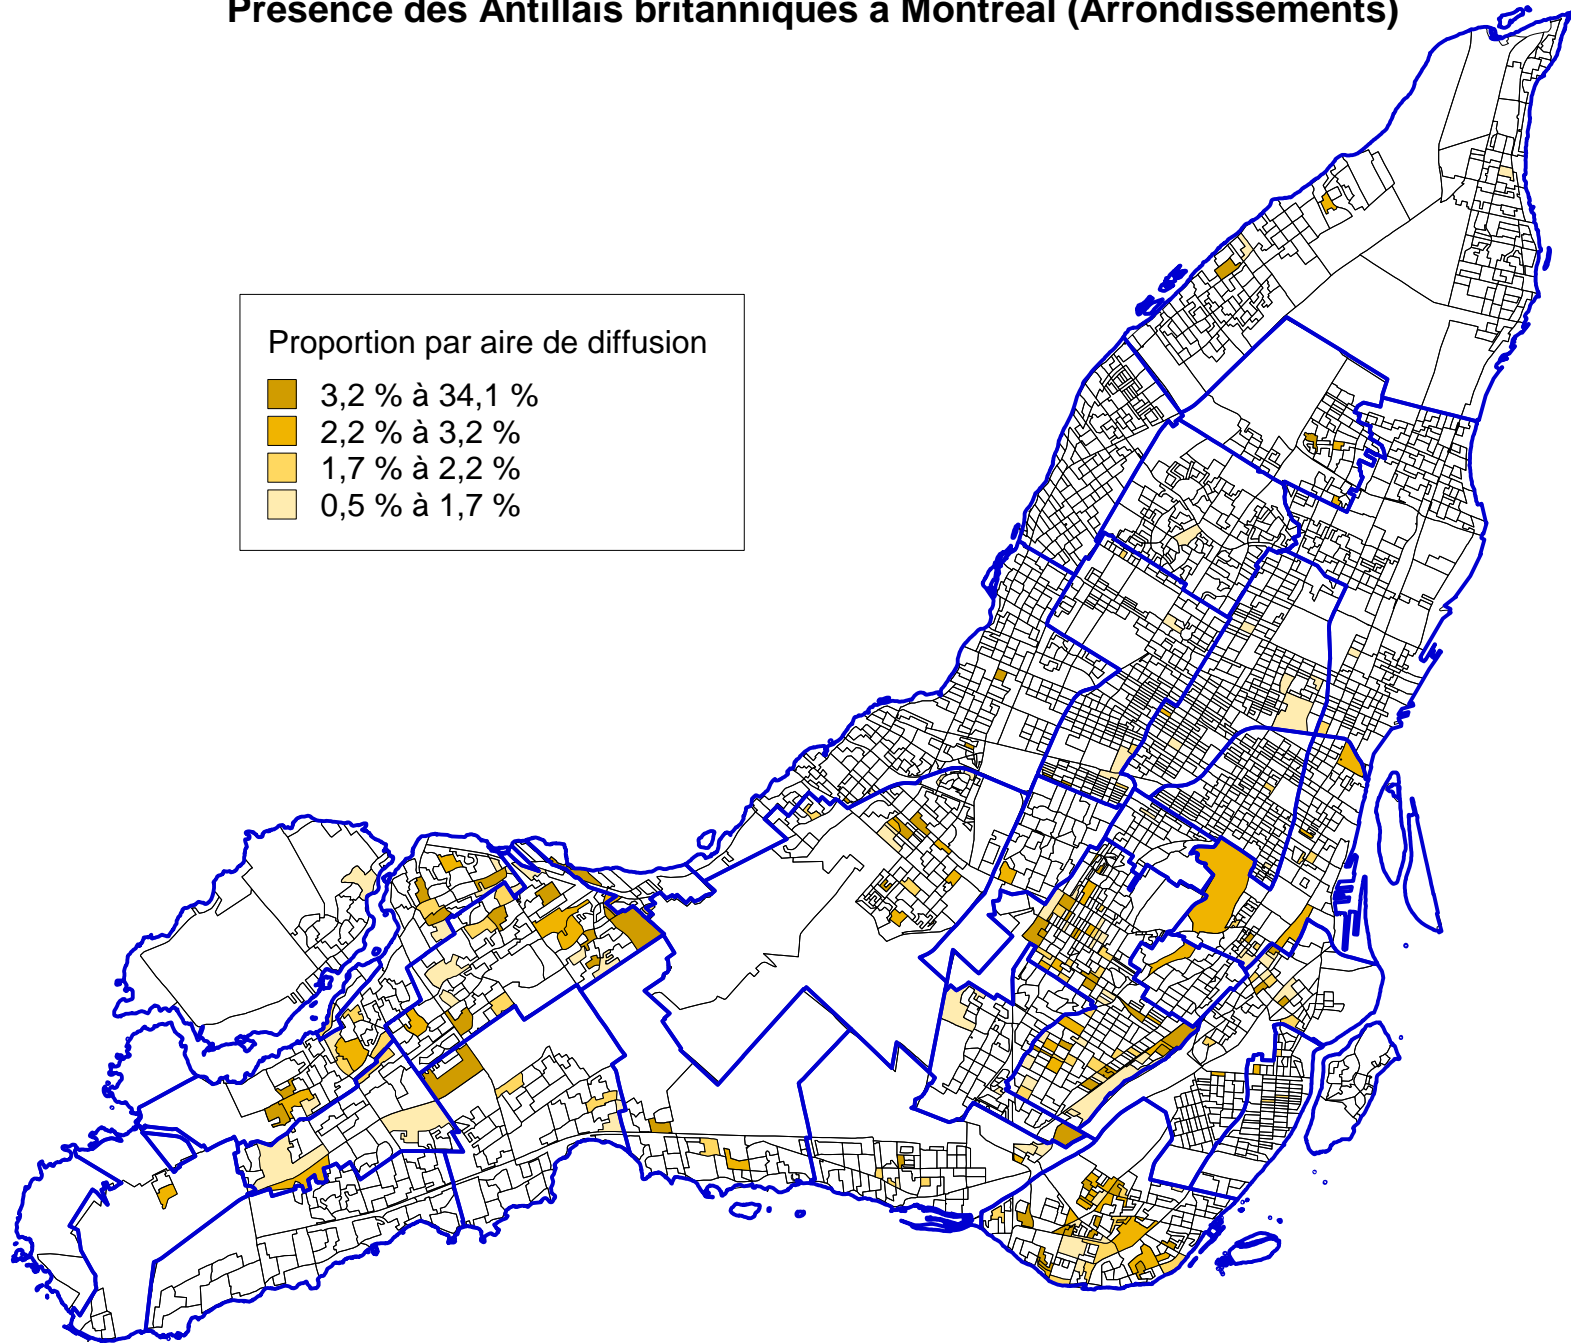 Présence des Antillais britanniques à Montréal (Arrondissements)
Proportion par aire de diffusion
3,2 % à 34,1 %
2,2 % à 3,2 %
1,7 % à 2,2 %
0,5 % à 1,7 %